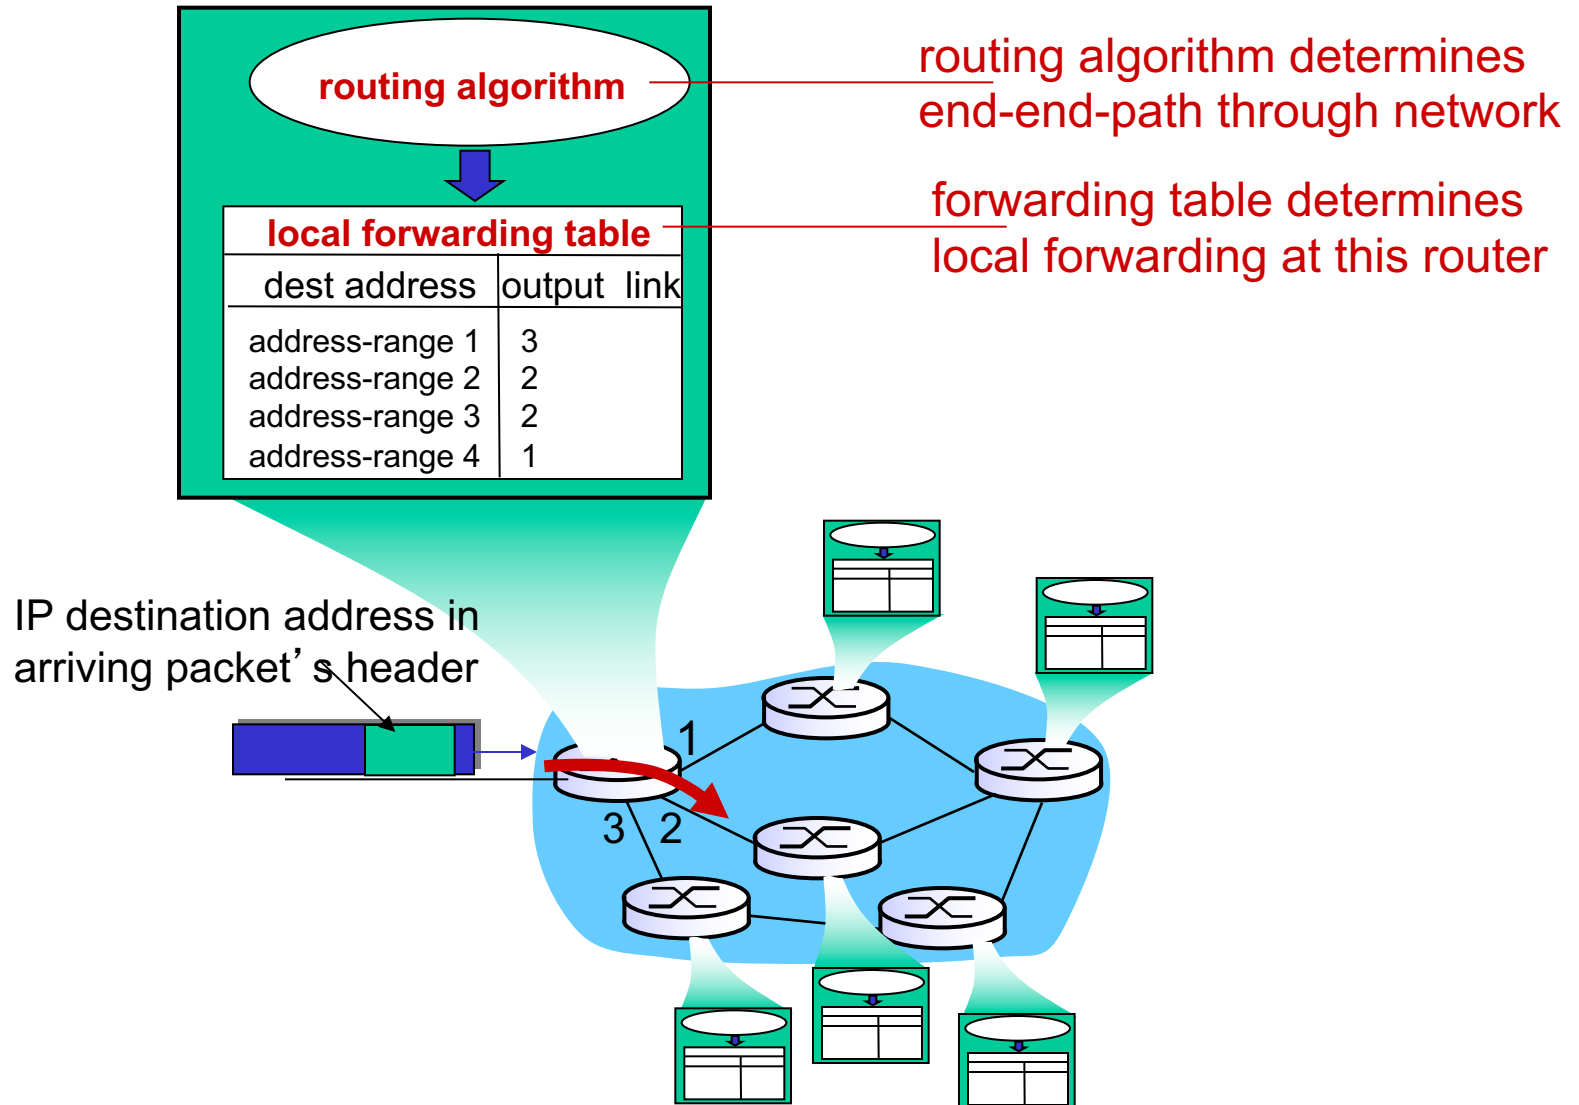 routing algorithm
routing algorithm determines
end-end-path through network
forwarding table determines
local forwarding at this router
local forwarding table
dest address output link
address-range 1 3
address-range 2 2
address-range 3 2
address-range 4 1
IP destination address in
arriving packet’s header
1
3 2